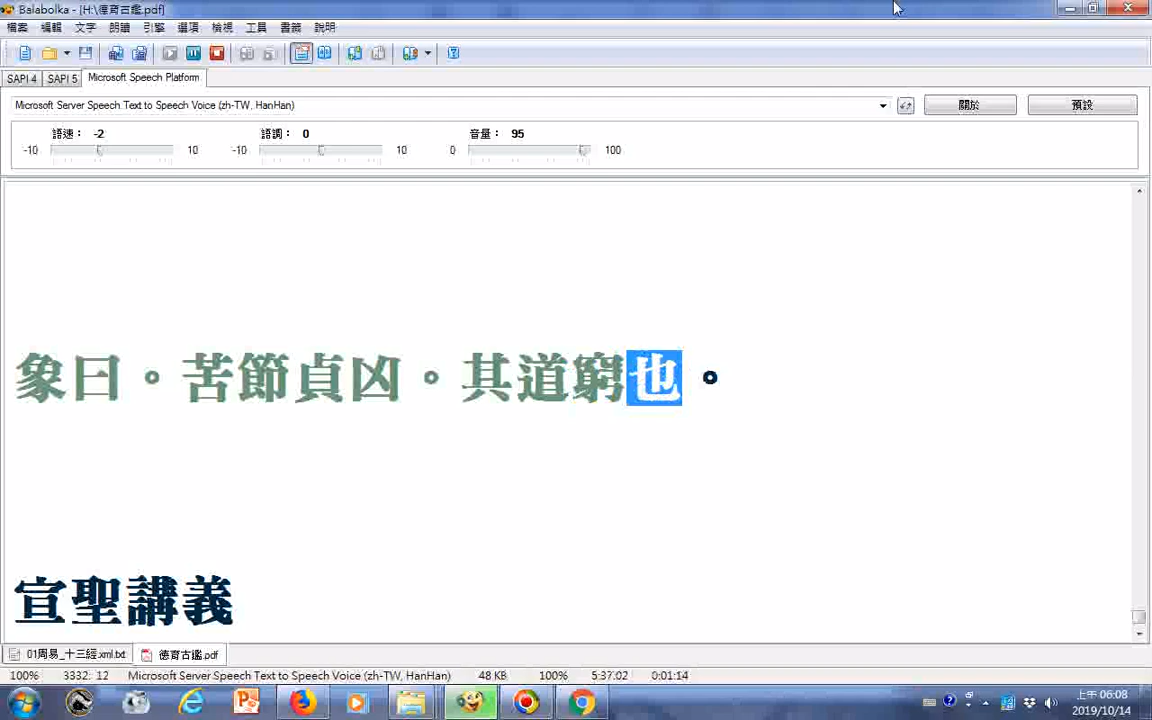 Balabolka - [H:\德育古鑑.pdf]
檔案 編輯 文字 朗讀 引擎 選項 檢視 工具 書籤 說明
SAPI 4 SAPI 5 Microsoft Speech Platform
Microsoft Server Speech Text to Speech Voice (zh-TW, HanHan) 關於 預設
語速： -2 語調： 0 音量： 95
-10 10 -10 10 0 100
象曰。苦節貞凶。其道窮也。
宣聖講義
01周易_十三經.xml.txt 德育古鑑.pdf
100% 3332: 12 Microsoft Server Speech Text to Speech Voice (zh-TW, HanHan) 48 KB 100% 5:37:02 0:01:14
上午 06:08
2019/10/14